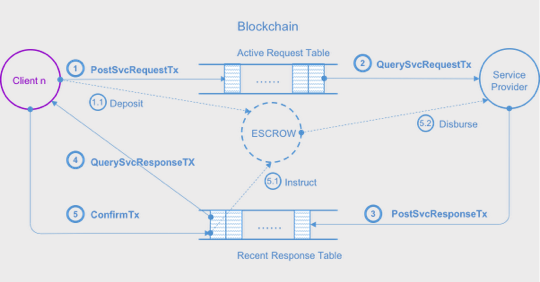 Blockchain
Active Request Table
Client n
1 PostSvcRequestTx
......
2 QuerySvcRequestTx
Service
Provider
1.1 Deposit
ESCROW
5.2 Disburse
4 QuerySvcResponseTX
5.1 Instruct
5 ConfirmTx
......
3 PostSvcResponseTx
Recent Response Table